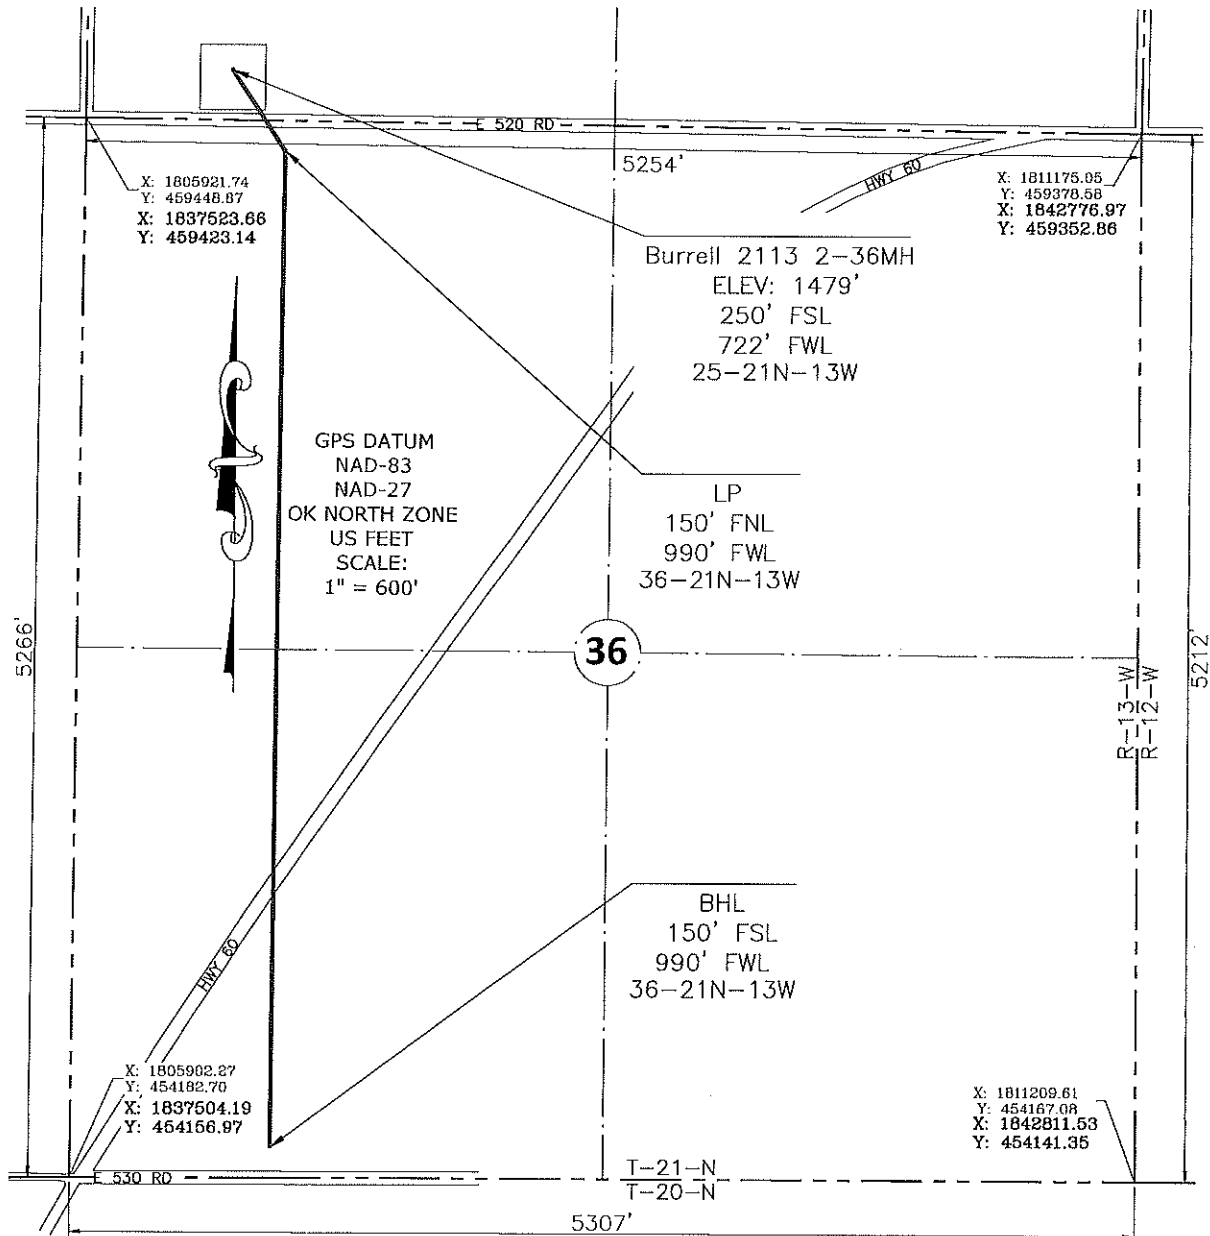 E 520 RD
5254'
HWY 60
X: 1805921.74
Y: 459448.87
X: 1837523.66
Y: 459423.14
X: 1811175.05
Y: 459378.58
X: 1842776.97
Y: 459352.86
Burrell 2113 2-36MH
ELEV: 1479'
250' FSL
722' FWL
25-21N-13W
GPS DATUM
NAD-83
NAD-27
OK NORTH ZONE
US FEET
SCALE:
1" = 600'
LP
150' FNL
990' FWL
36-21N-13W
5266'
36
5212'
R-13-W
R-12-W
BHL
150' FSL
990' FWL
36-21N-13W
HWY 60
X: 1805902.27
Y: 454182.70
X: 1837504.19
Y: 454156.97
X: 1811209.61
Y: 454167.08
X: 1842811.53
Y: 454141.35
E 530 RD
T-21-N
T-20-N
5307'